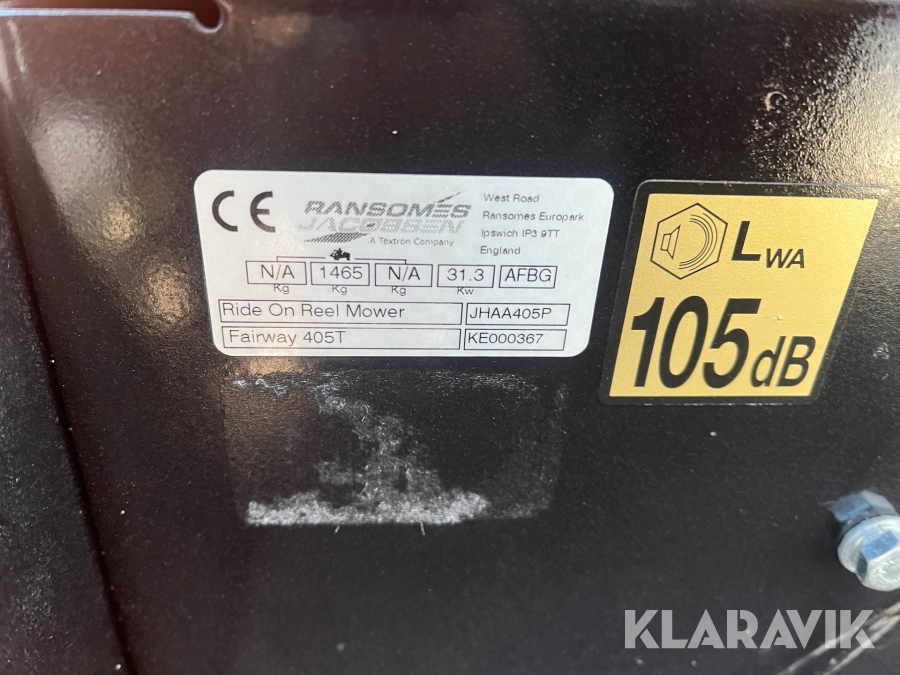 CE
RANSOMES
JACOBSEN
A Textron Company
West Road
Ransomes Europark
Ipswich IP3 9TT
England
N/A 1465 N/A 31.3 AFBG
Kg Kg Kg Kw
Ride On Reel Mower JHAA405P
Fairway 405T KE000367
LWA
105dB
KLARAVIK